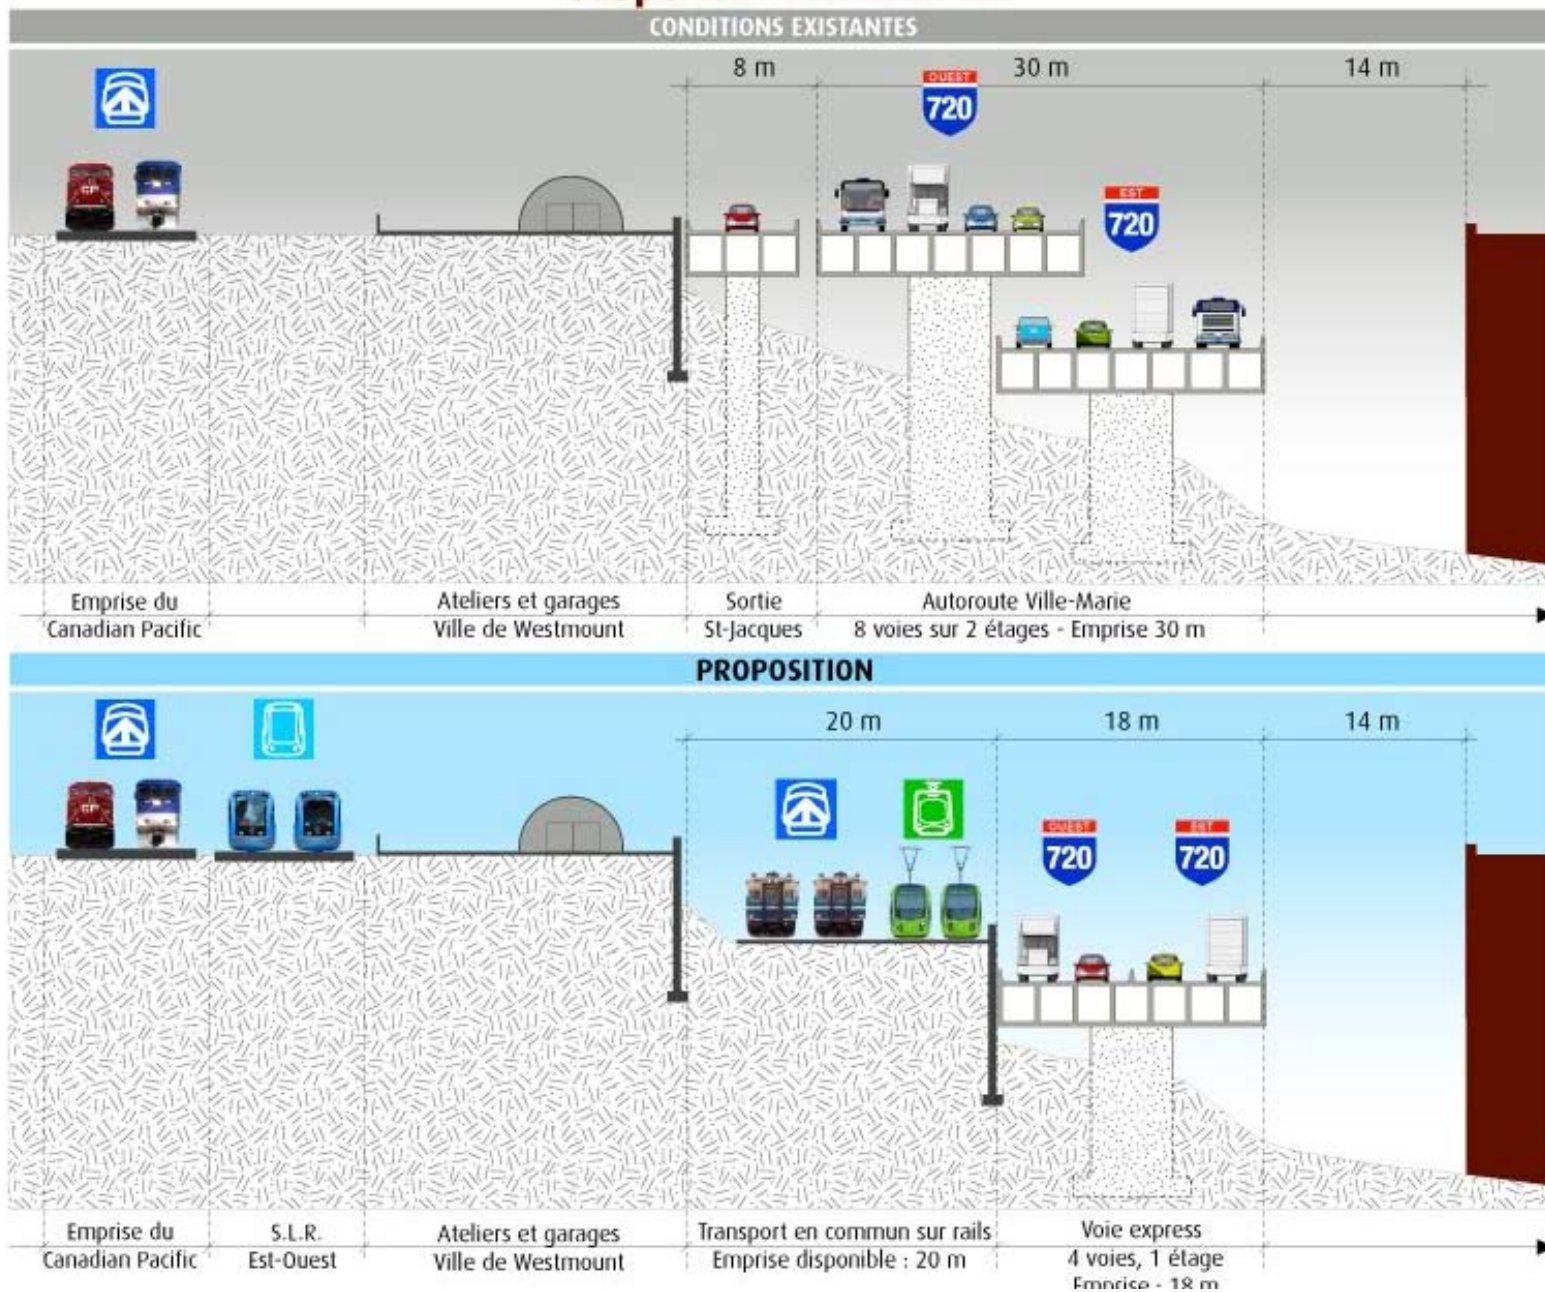 CONDITIONS EXISTANTES
8 m
30 m
14 m
OUEST
720
EST
720
CP
Emprise du
Canadian Pacific
Ateliers et garages
Ville de Westmount
Sortie
St-Jacques
Autoroute Ville-Marie
8 voies sur 2 étages - Emprise 30 m
PROPOSITION
20 m
18 m
14 m
OUEST
720
EST
720
CP
Emprise du
Canadian Pacific
S.L.R.
Est-Ouest
Ateliers et garages
Ville de Westmount
Transport en commun sur rails
Emprise disponible : 20 m
Voie express
4 voies, 1 étage
Emprise : 18 m